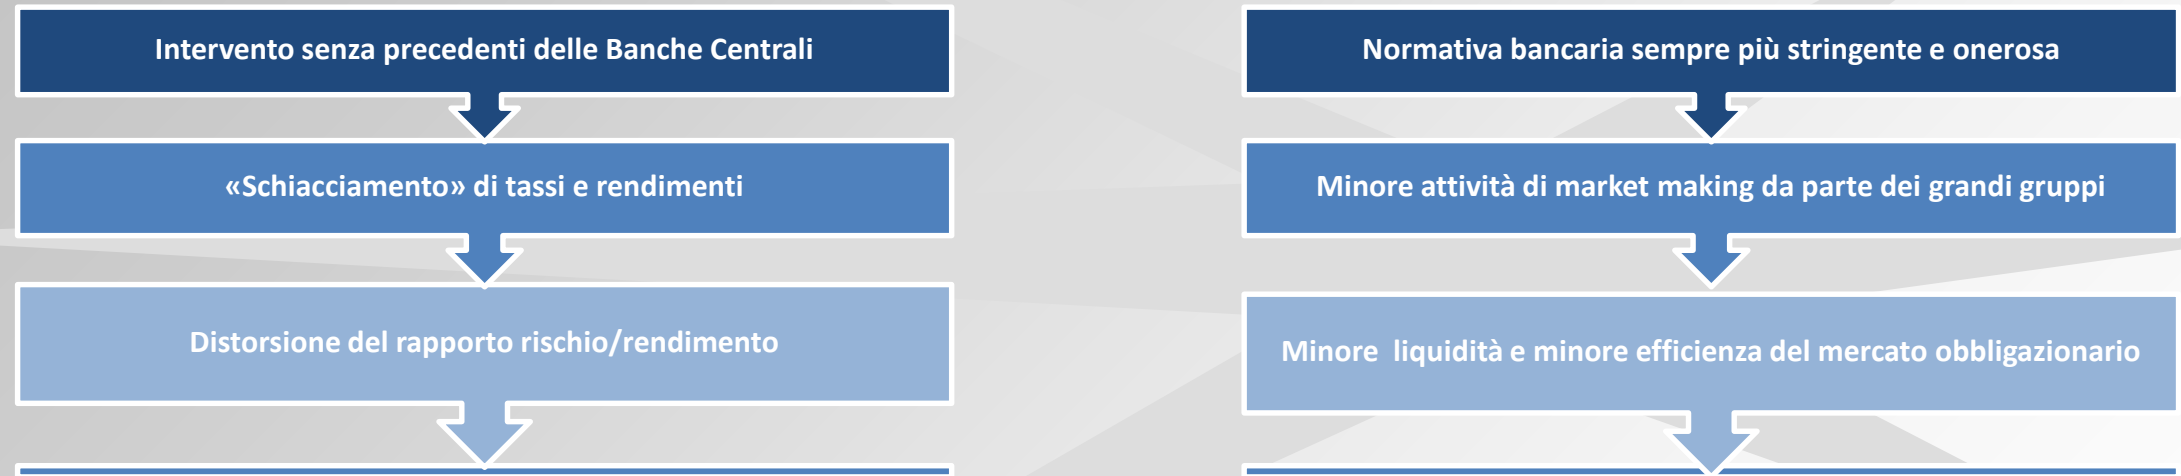 Intervento senza precedenti delle Banche Centrali
«Schiacciamento» di tassi e rendimenti
Distorsione del rapporto rischio/rendimento
Normativa bancaria sempre più stringente e onerosa
Minore attività di market making da parte dei grandi gruppi
Minore liquidità e minore efficienza del mercato obbligazionario